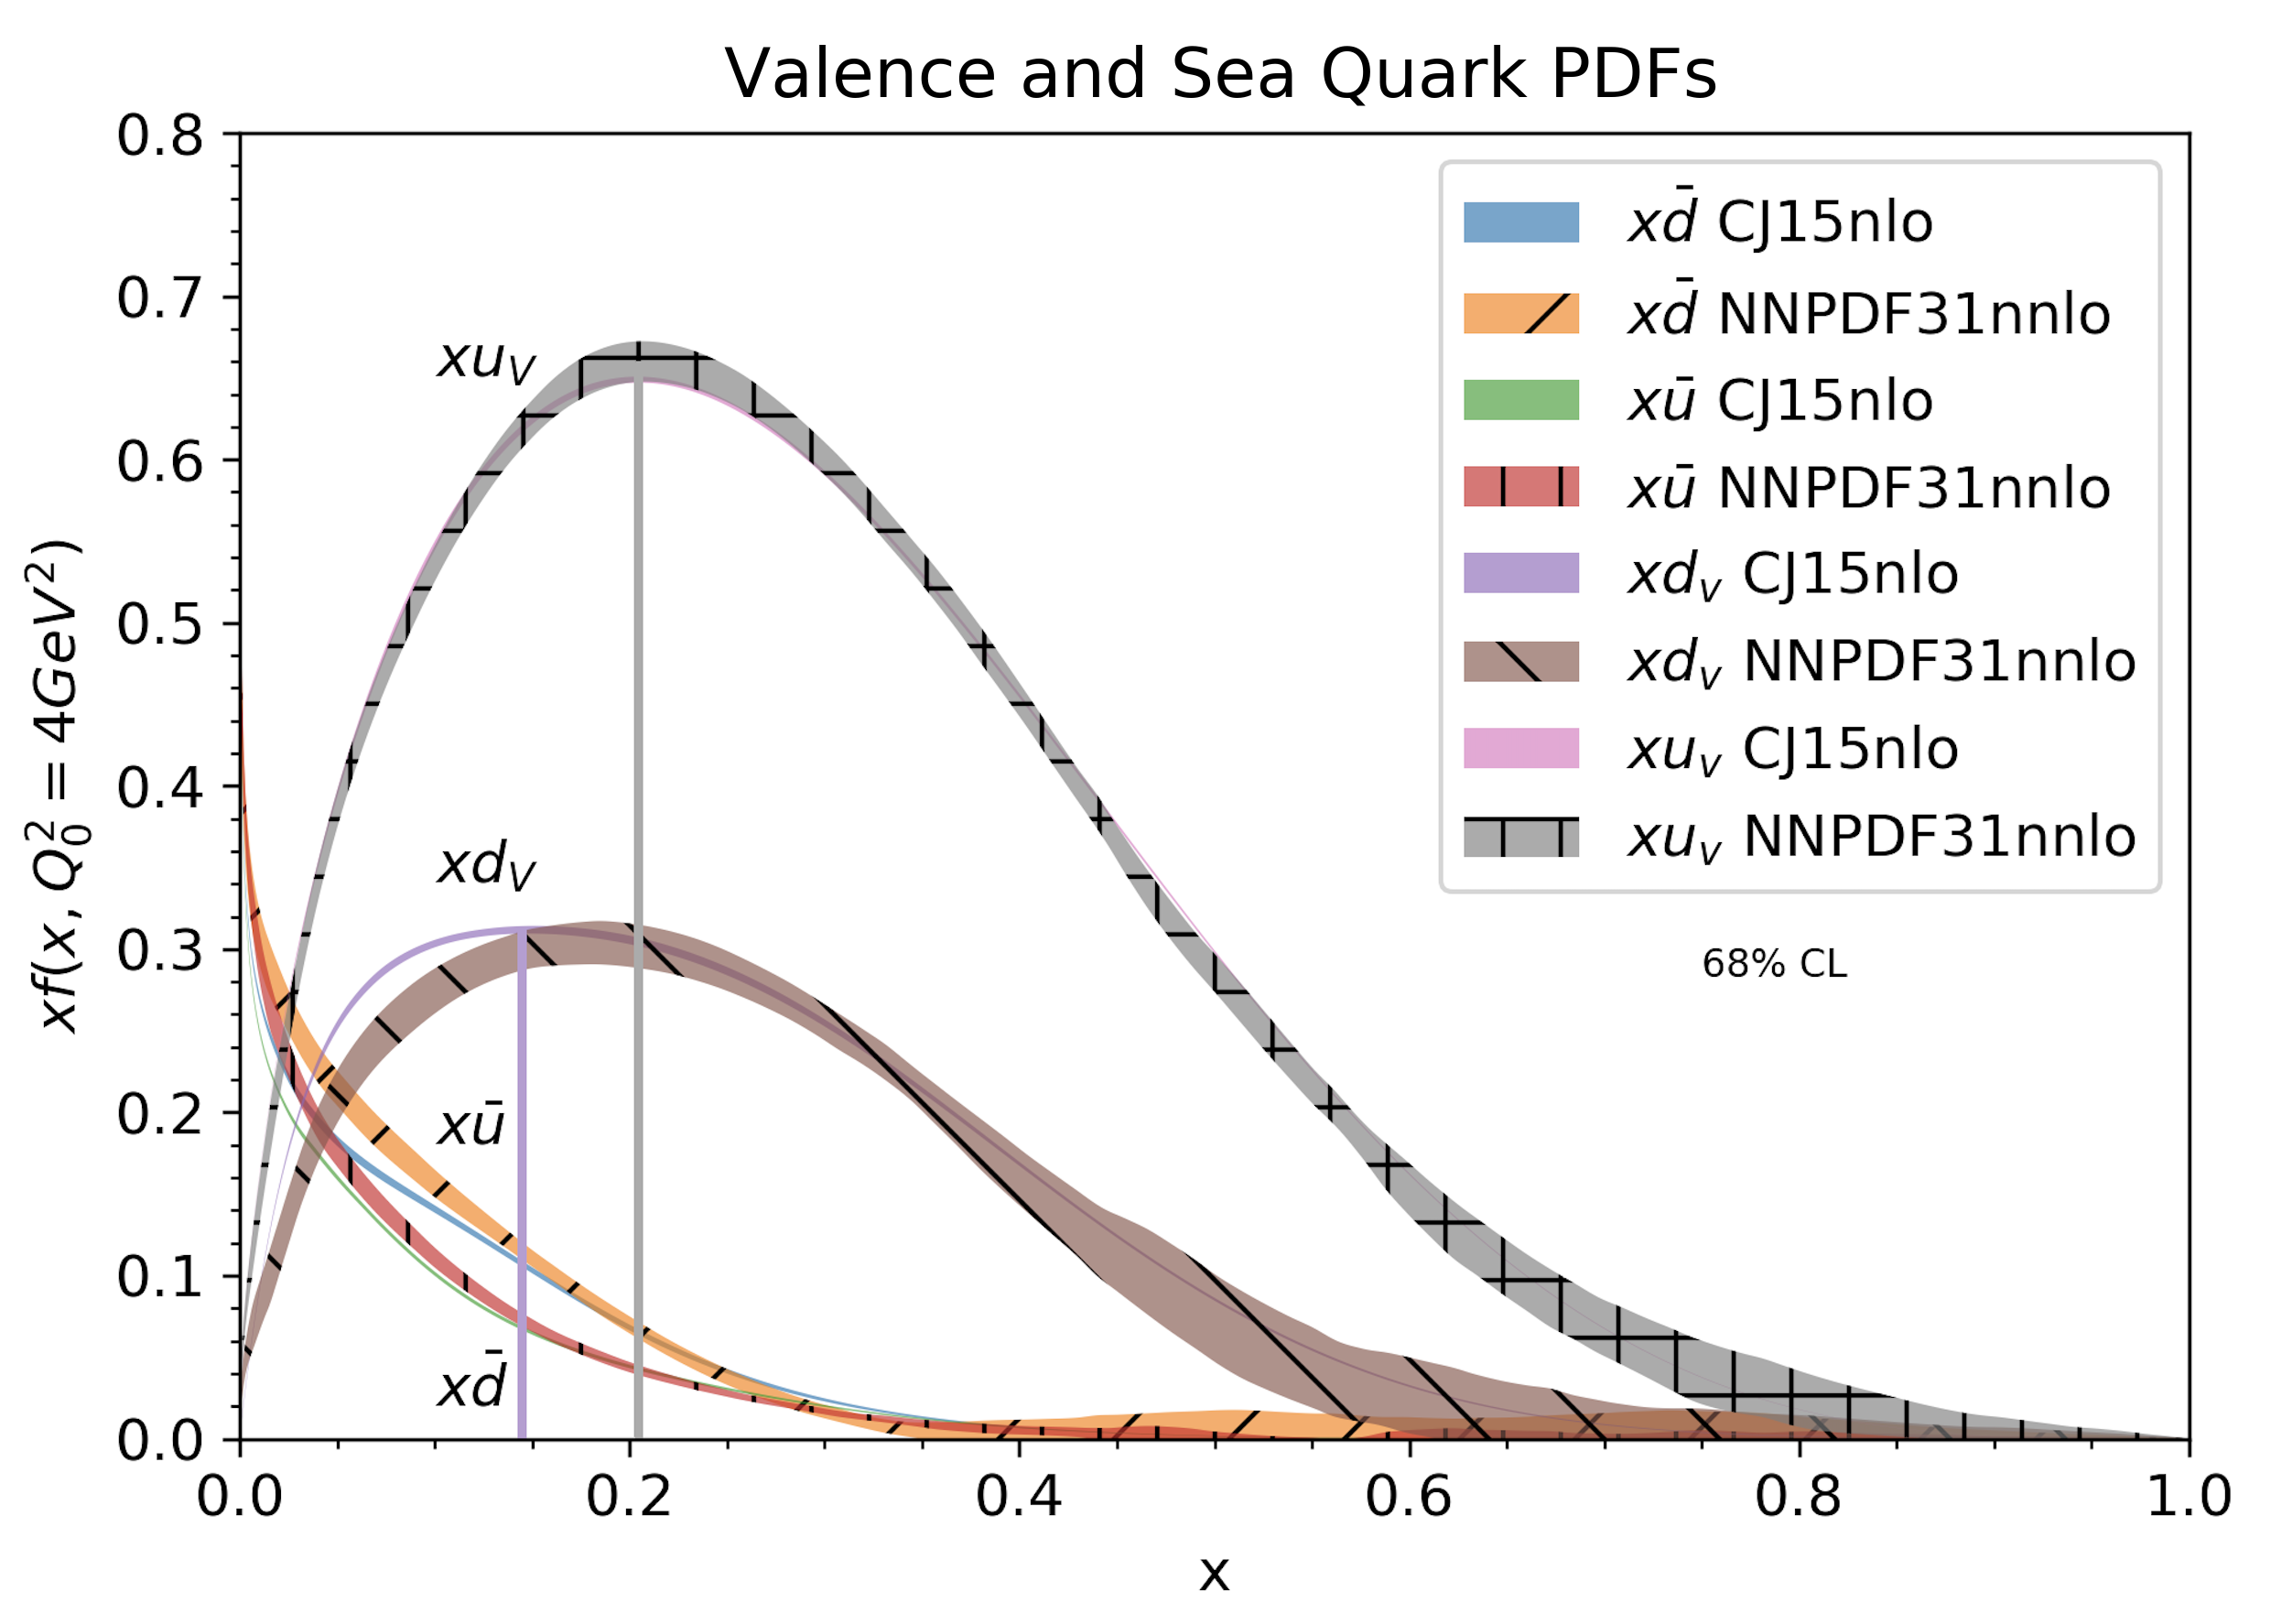 Valence and Sea Quark PDFs
xf(x, Q₀² = 4GeV²)
0.8
0.7
0.6
0.5
0.4
0.3
0.2
0.1
0.0
xu_V
xd_V
xū
xd̄
xd̄ CJ15nlo
xd̄ NNPDF31nnlo
xū CJ15nlo
xū NNPDF31nnlo
xd_v CJ15nlo
xd_v NNPDF31nnlo
xu_v CJ15nlo
xu_v NNPDF31nnlo
68% CL
0.0 0.2 0.4 0.6 0.8 1.0
x